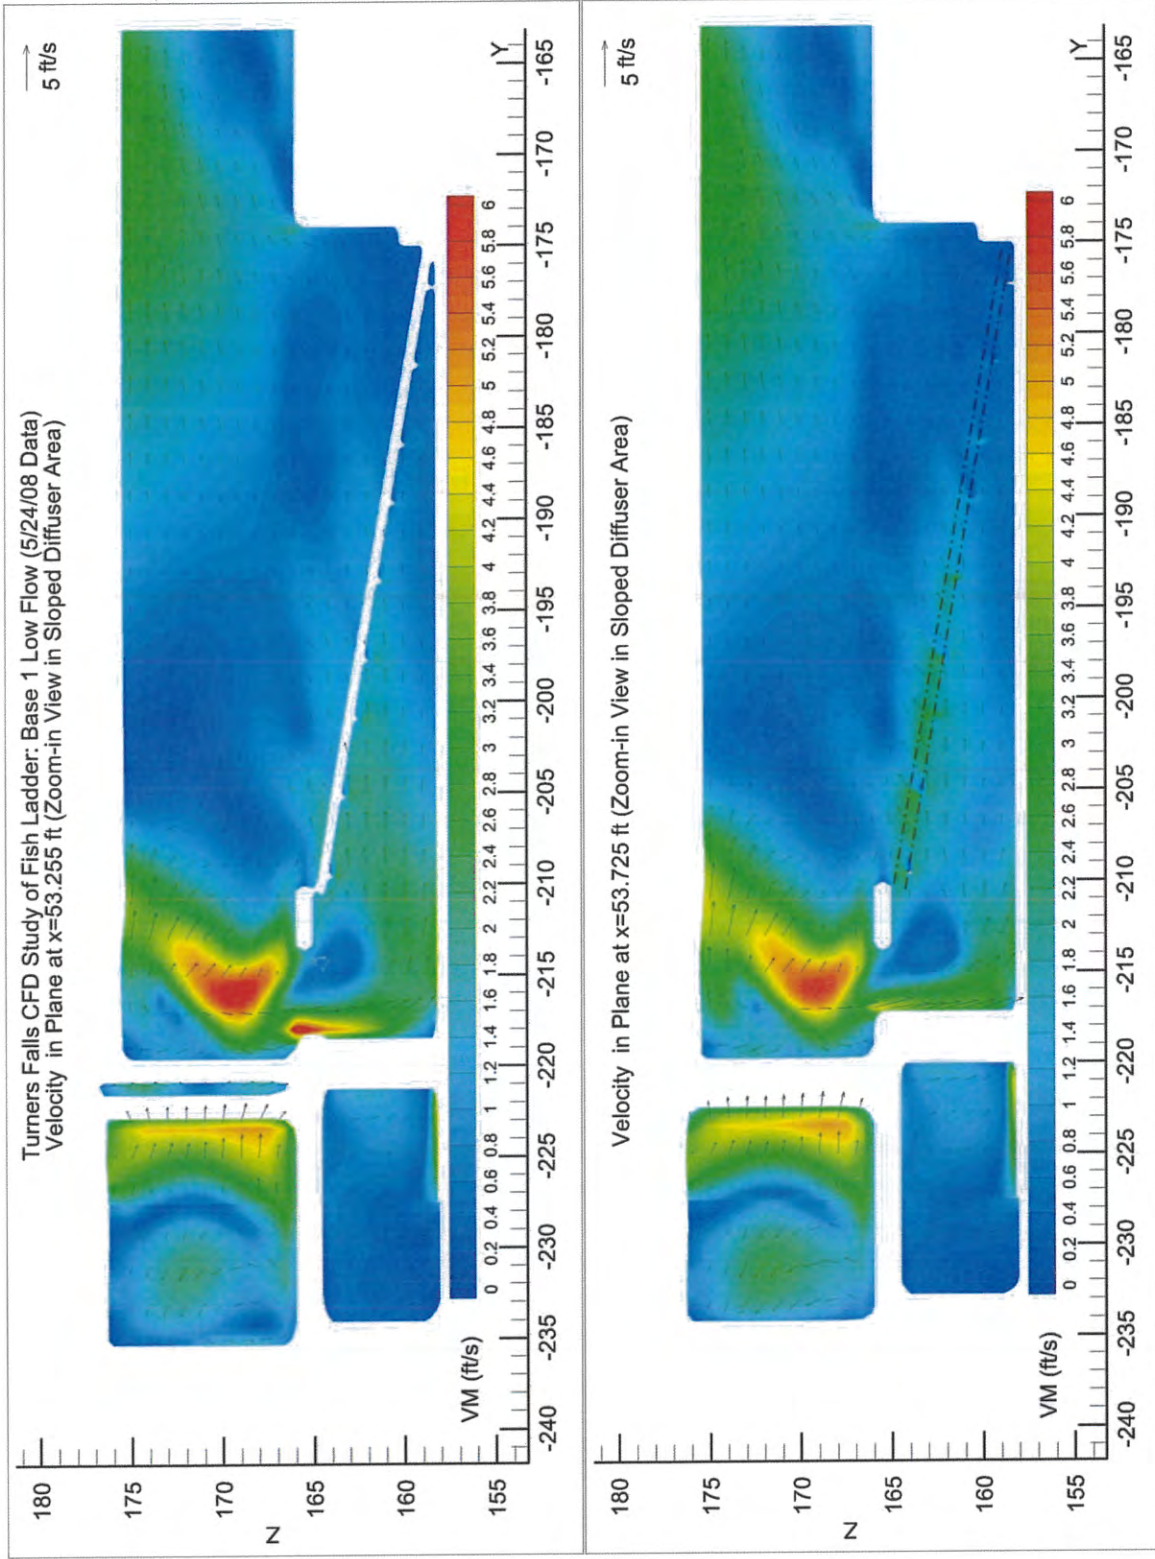 Turners Falls CFD Study of Fish Ladder: Base 1 Low Flow (5/24/08 Data)
Velocity in Plane at x=53.255 ft (Zoom-in View in Sloped Diffuser Area)
5 ft/s
180
175
170
165
160
155
Z
VM (ft/s)
0 0.2 0.4 0.6 0.8 1 1.2 1.4 1.6 1.8 2 2.2 2.4 2.6 2.8 3 3.2 3.4 3.6 3.8 4 4.2 4.4 4.6 4.8 5 5.2 5.4 5.6 5.8 6
-240 -235 -230 -225 -220 -215 -210 -205 -200 -195 -190 -185 -180 -175 -170 -165
Y
Velocity in Plane at x=53.725 ft (Zoom-in View in Sloped Diffuser Area)
5 ft/s
180
175
170
165
160
155
Z
VM (ft/s)
0 0.2 0.4 0.6 0.8 1 1.2 1.4 1.6 1.8 2 2.2 2.4 2.6 2.8 3 3.2 3.4 3.6 3.8 4 4.2 4.4 4.6 4.8 5 5.2 5.4 5.6 5.8 6
-240 -235 -230 -225 -220 -215 -210 -205 -200 -195 -190 -185 -180 -175 -170 -165
Y